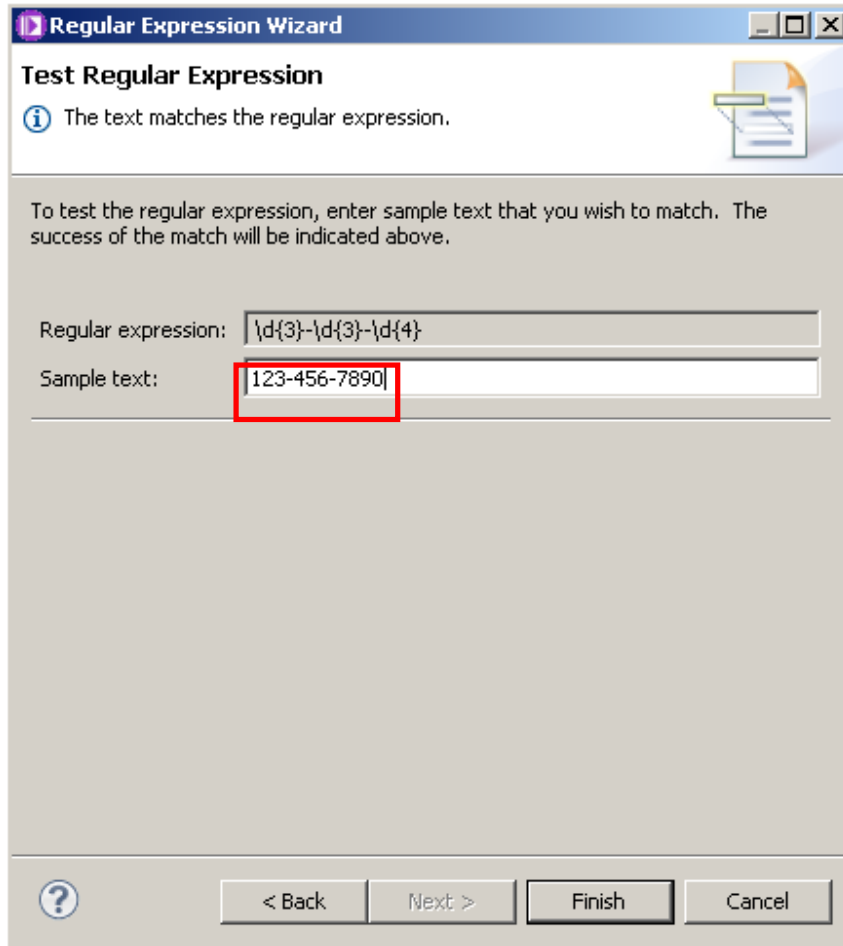 Regular Expression Wizard
Test Regular Expression
The text matches the regular expression.
To test the regular expression, enter sample text that you wish to match. The
success of the match will be indicated above.
Regular expression: \d{3}-\d{3}-\d{4}
Sample text: 123-456-7890
? < Back Next > Finish Cancel